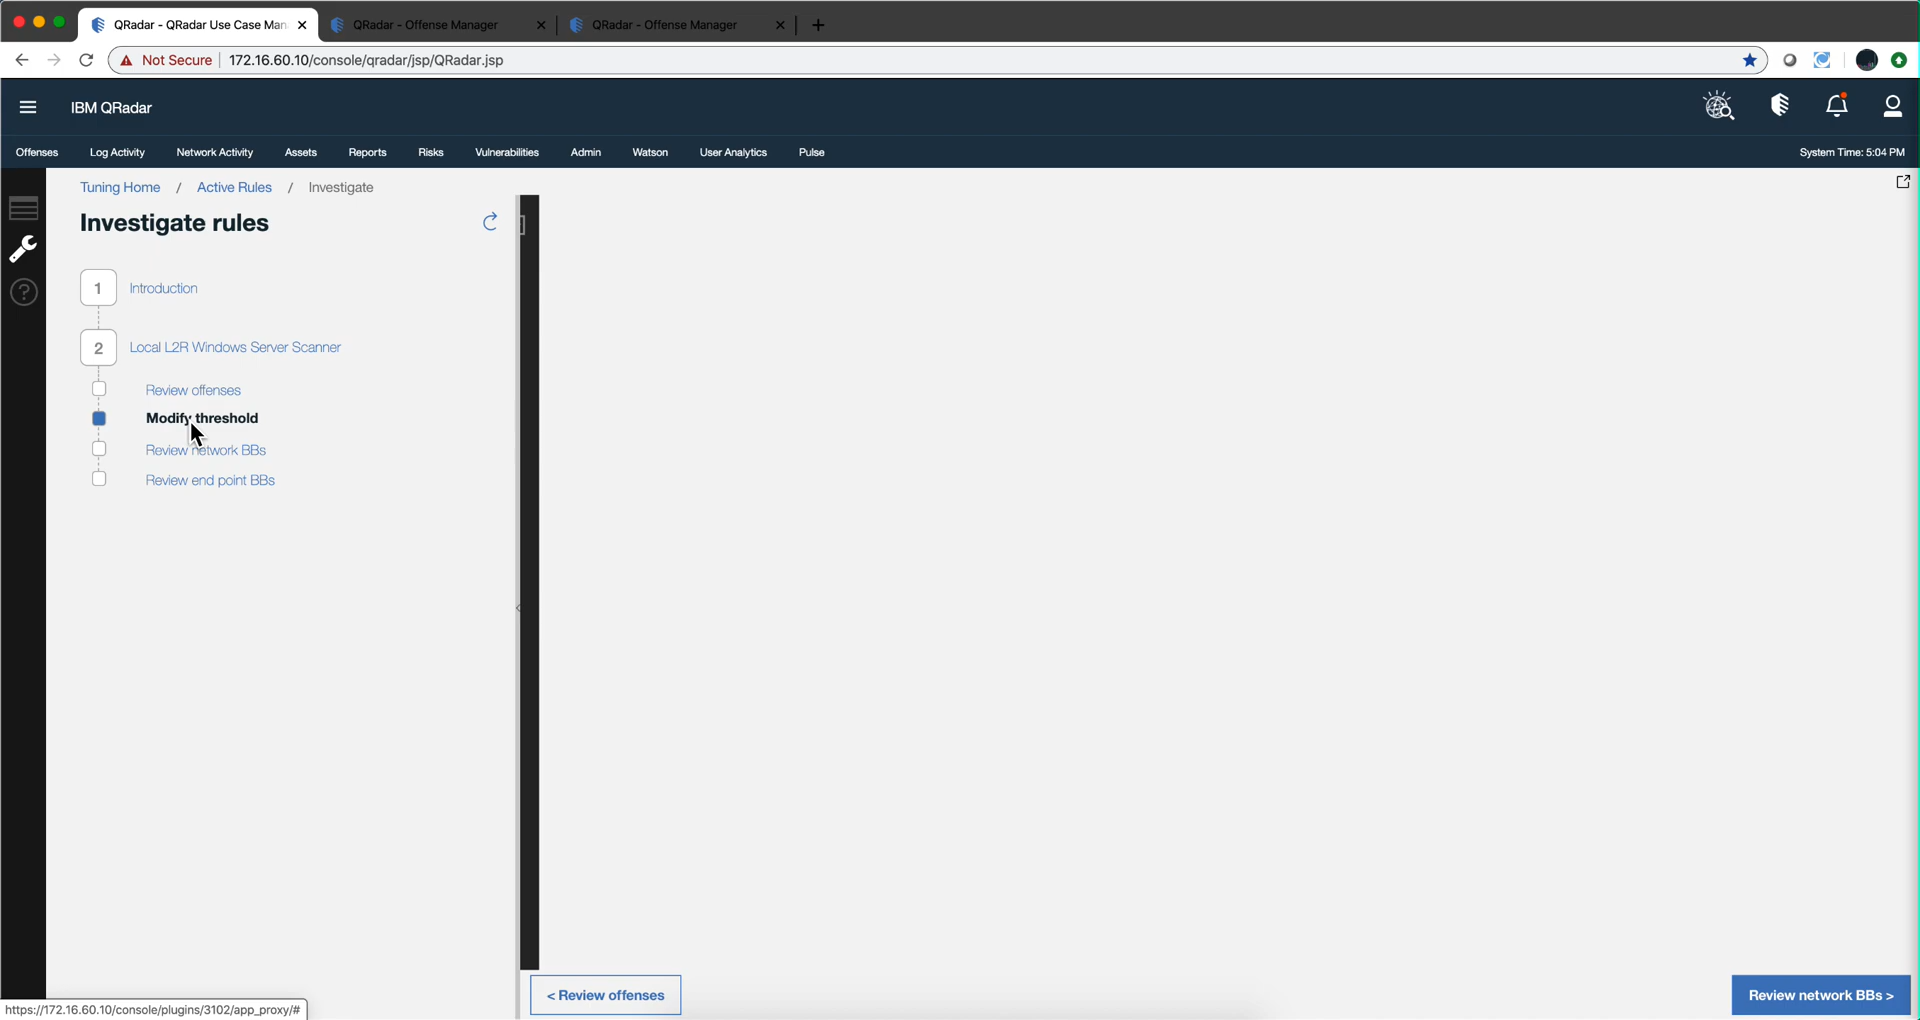 QRadar - QRadar Use Case Man
QRadar - Offense Manager
QRadar - Offense Manager
Not Secure
172.16.60.10/console/qradar/jsp/QRadar.jsp
IBM QRadar
Offenses
Log Activity
Network Activity
Assets
Reports
Risks
Vulnerabilities
Admin
Watson
User Analytics
Pulse
System Time: 5:04 PM
Tuning Home / Active Rules / Investigate
Investigate rules
1 Introduction
2 Local L2R Windows Server Scanner
Review offenses
Modify threshold
Review network BBs
Review end point BBs
< Review offenses
Review network BBs >
https://172.16.60.10/console/plugins/3102/app_proxy/#